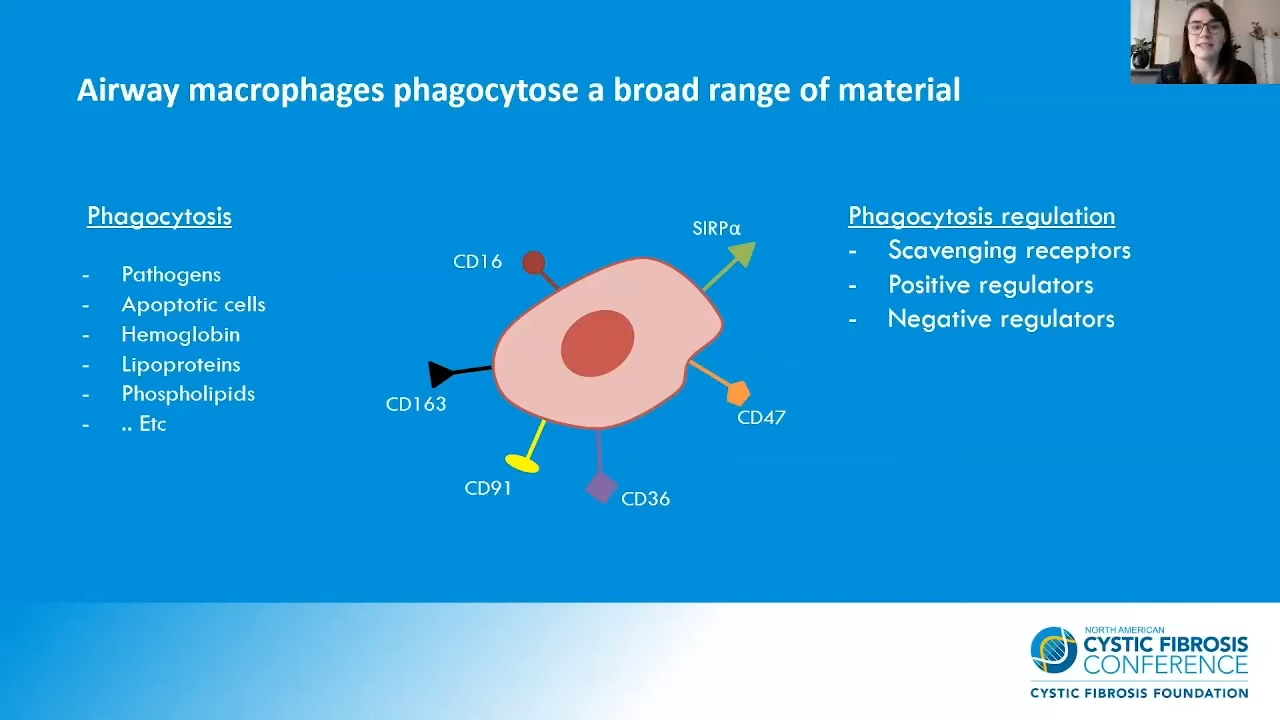 Airway macrophages phagocytose a broad range of material
Phagocytosis
- Pathogens
- Apoptotic cells
- Hemoglobin
- Lipoproteins
- Phospholipids
- .. Etc
SIRPα
CD16
CD163
CD47
CD91
CD36
Phagocytosis regulation
- Scavenging receptors
- Positive regulators
- Negative regulators
NORTH AMERICAN
CYSTIC FIBROSIS
CONFERENCE
CYSTIC FIBROSIS FOUNDATION